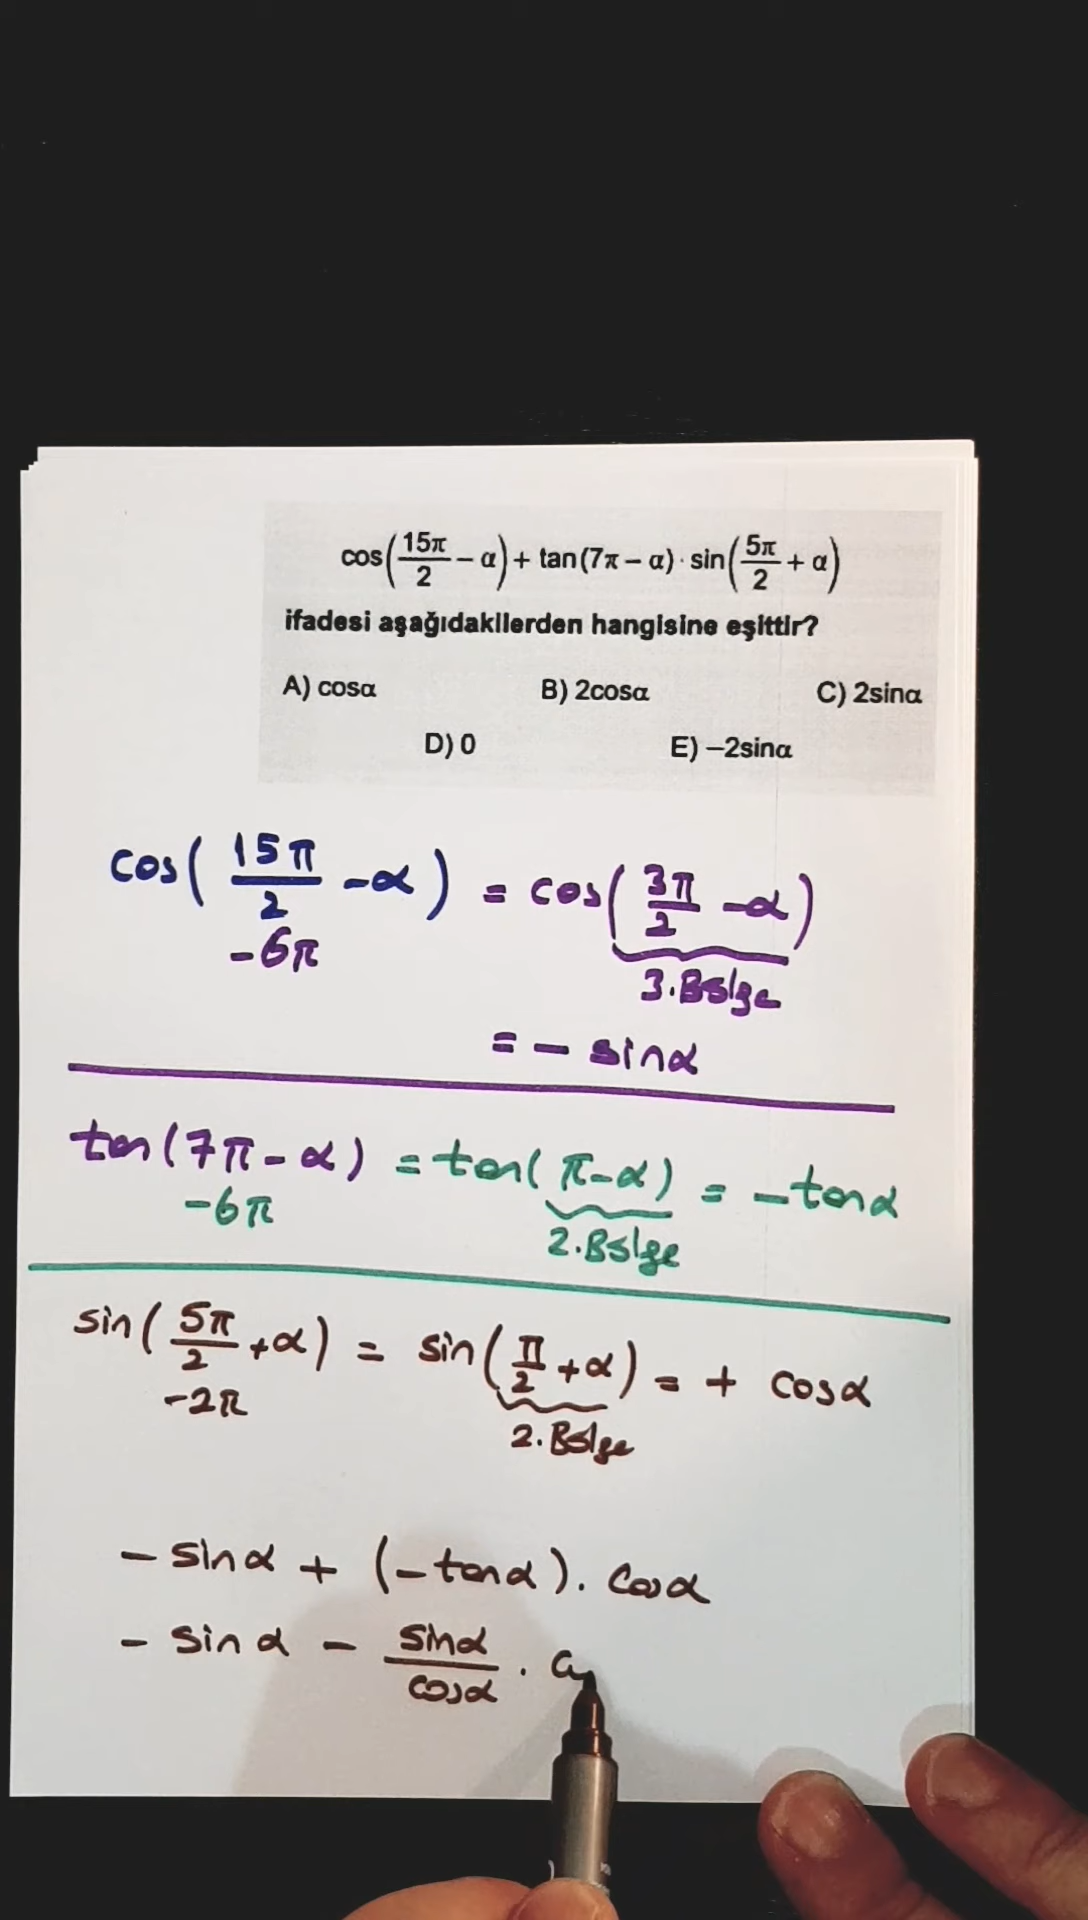 cos(15π/2 − α) + tan(7π − α) · sin(5π/2 + α)
ifadesi aşağıdakilerden hangisine eşittir?
A) cosα B) 2cosα C) 2sinα
D) 0 E) −2sinα
cos(15π/2 − α) = cos(3π/2 − α)
−6π
3.Bölge
= − sinα
tan(7π − α) = tan(π − α) = − tanα
−6π
2.Bölge
sin(5π/2 + α) = sin(π/2 + α) = + cosα
−2π
2.Bölge
− sinα + (−tanα). cosα
− sinα − sinα/cosα ·